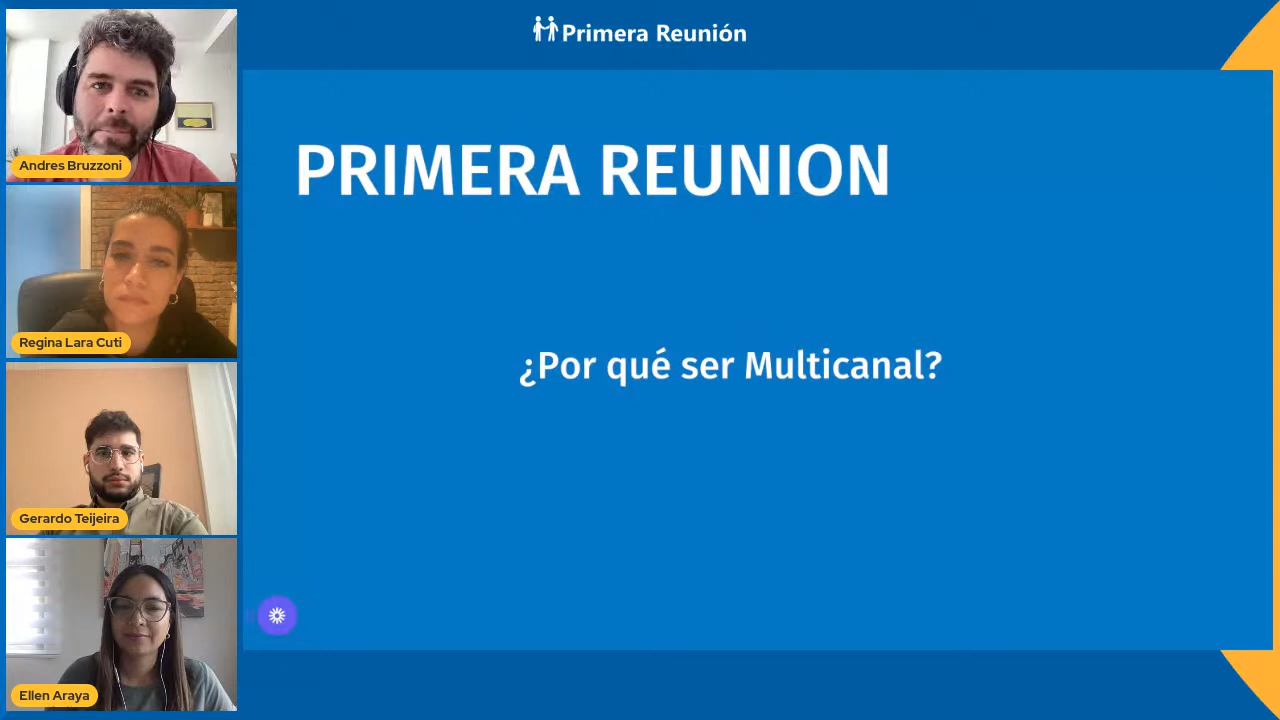 Primera Reunión
PRIMERA REUNION
¿Por qué ser Multicanal?
Andres Bruzzoni
Regina Lara Cuti
Gerardo Teijeira
Ellen Araya